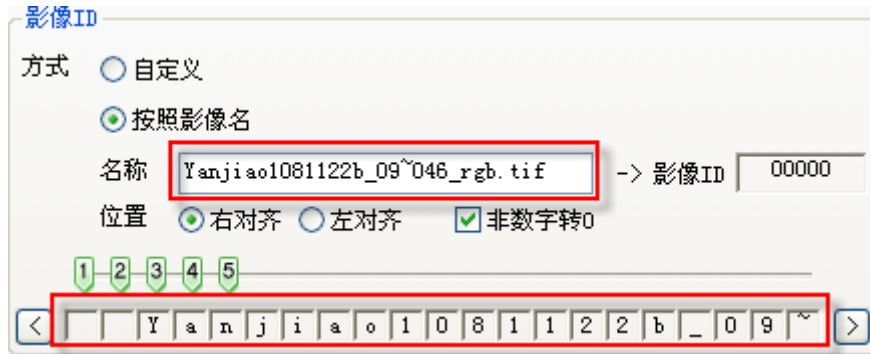 影像ID
方式 自定义
按照影像名
名称 Yanjiao1081122b_09~046_rgb.tif -> 影像ID 00000
位置 右对齐 左对齐 非数字转0
1 2 3 4 5
< Y a n j i a o 1 0 8 1 1 2 2 b _ 0 9 ~ >